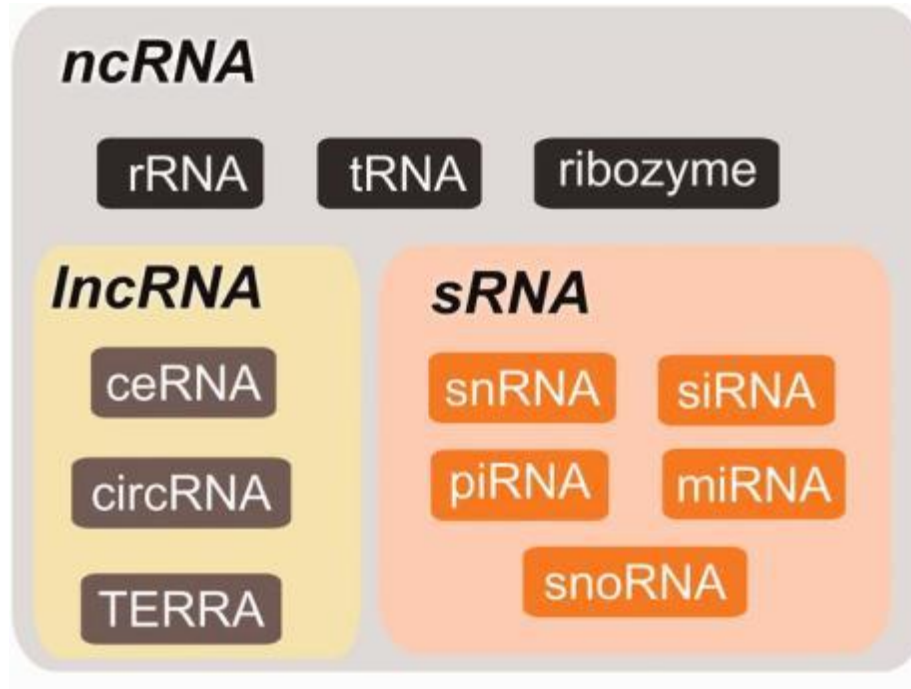 ncRNA
rRNA tRNA ribozyme
lncRNA
ceRNA
circRNA
TERRA
sRNA
snRNA siRNA
piRNA miRNA
snoRNA